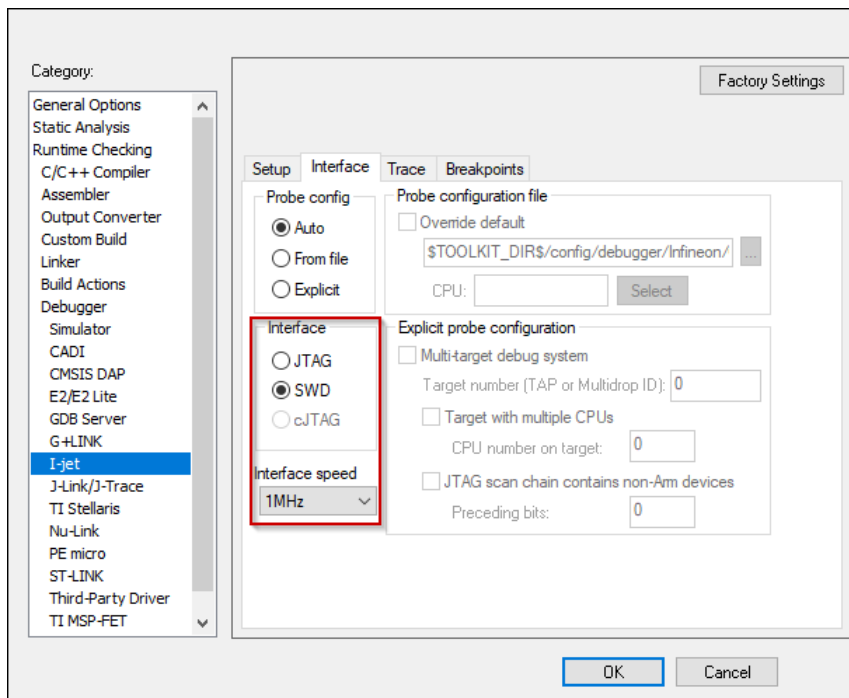 Category:
General Options
Static Analysis
Runtime Checking
C/C++ Compiler
Assembler
Output Converter
Custom Build
Linker
Build Actions
Debugger
Simulator
CADI
CMSIS DAP
E2/E2 Lite
GDB Server
G+LINK
I-jet
J-Link/J-Trace
TI Stellaris
Nu-Link
PE micro
ST-LINK
Third-Party Driver
TI MSP-FET
Factory Settings
Setup Interface Trace Breakpoints
Probe config
Auto
From file
Explicit
Probe configuration file
Override default
$TOOLKIT_DIR$/config/debugger/Infineon/ ...
CPU: Select
Interface
JTAG
SWD
cJTAG
Interface speed
1MHz
Explicit probe configuration
Multi-target debug system
Target number (TAP or Multidrop ID): 0
Target with multiple CPUs
CPU number on target: 0
JTAG scan chain contains non-Arm devices
Preceding bits: 0
OK Cancel